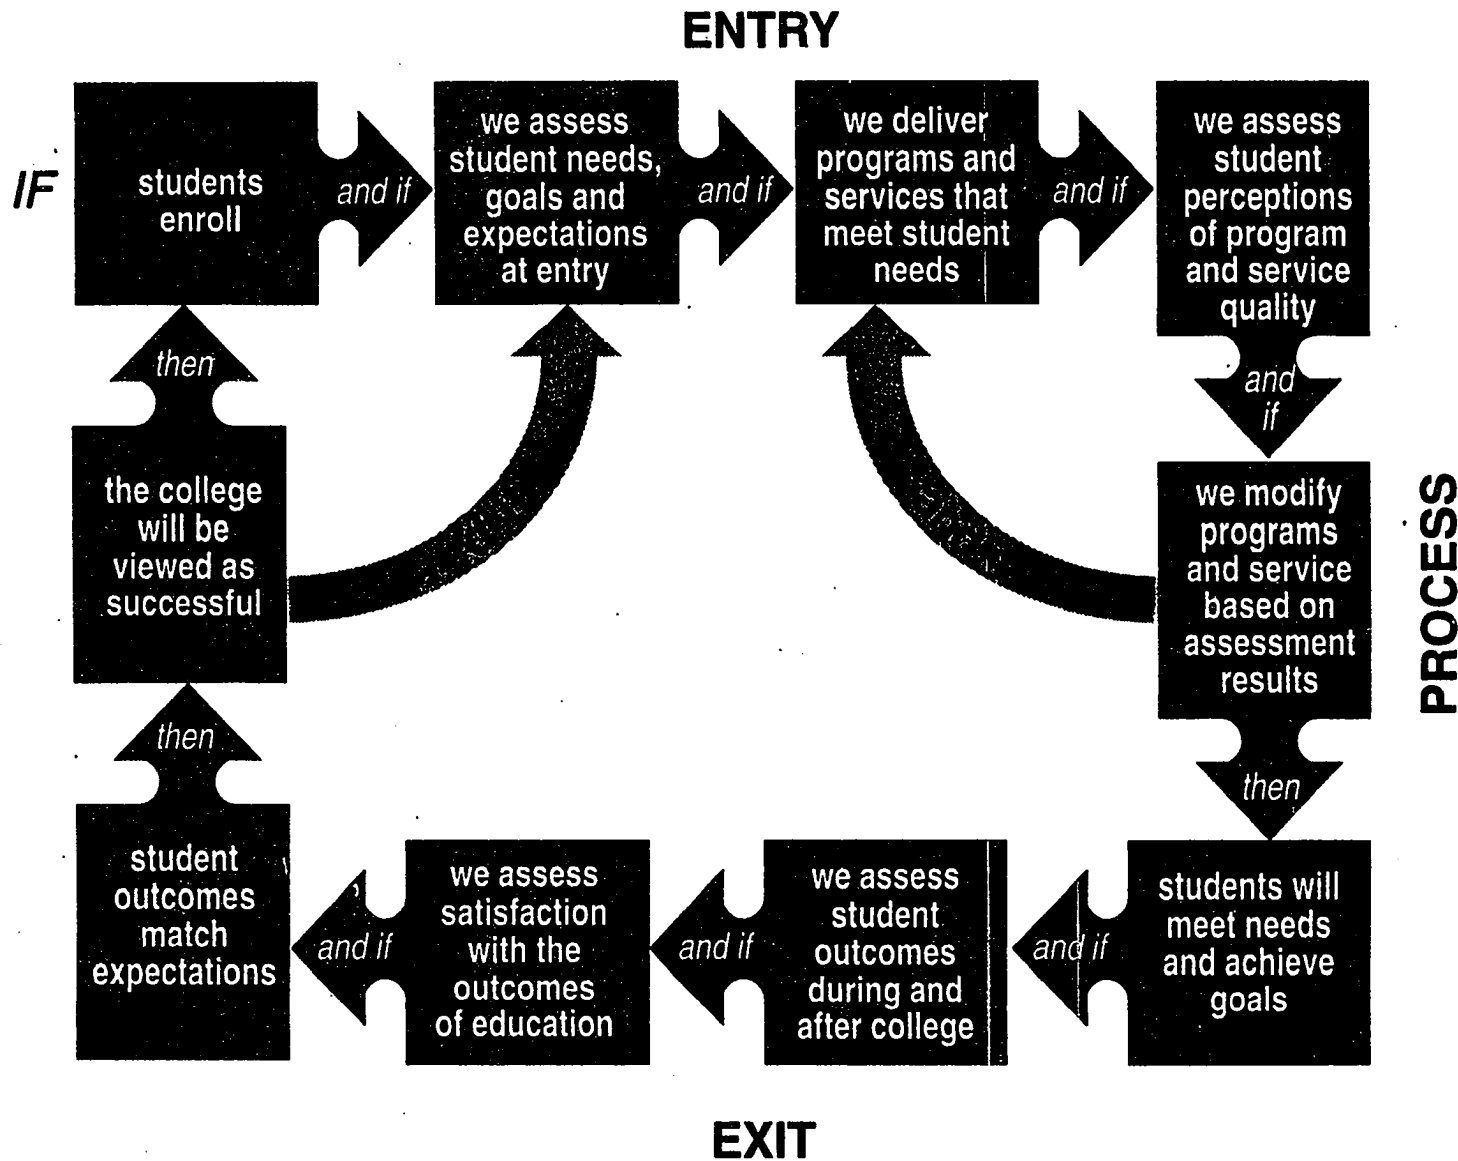 ENTRY
IF
students
enroll
and if
we assess
student needs,
goals and
expectations
at entry
and if
we deliver
programs and
services that
meet student
needs
and if
we assess
student
perceptions
of program
and service
quality
and
if
we modify
programs
and service
based on
assessment
results
PROCESS
then
students will
meet needs
and achieve
goals
and if
we assess
student
outcomes
during and
after college
and if
we assess
satisfaction
with the
outcomes
of education
and if
student
outcomes
match
expectations
then
the college
will be
viewed as
successful
then
EXIT